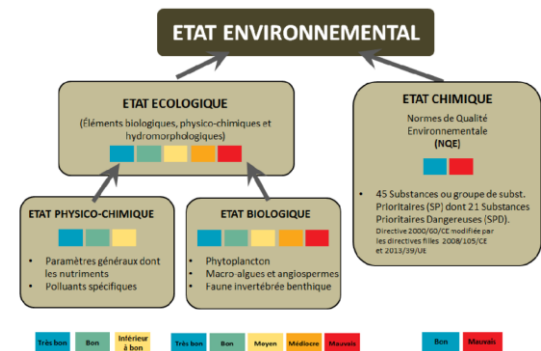 ETAT ENVIRONNEMENTAL
ETAT ECOLOGIQUE
(Éléments biologiques, physico-chimiques et
hydromorphologiques)
ETAT CHIMIQUE
Normes de Qualité
Environnementale
(NQE)
• 45 Substances ou groupe de subst.
Prioritaires (SP) dont 21 Substances
Prioritaires Dangereuses (SPD).
Directive 2000/60/CE modifiée par
les directives filles 2008/105/CE
et 2013/39/UE
ETAT PHYSICO-CHIMIQUE
• Paramètres généraux dont
les nutriments
• Polluants spécifiques
ETAT BIOLOGIQUE
• Phytoplancton
• Macro-algues et angiospermes
• Faune invertébrée benthique
Très bon
Bon
Inférieur
à bon
Très bon
Bon
Moyen
Médiocre
Mauvais
Bon
Mauvais